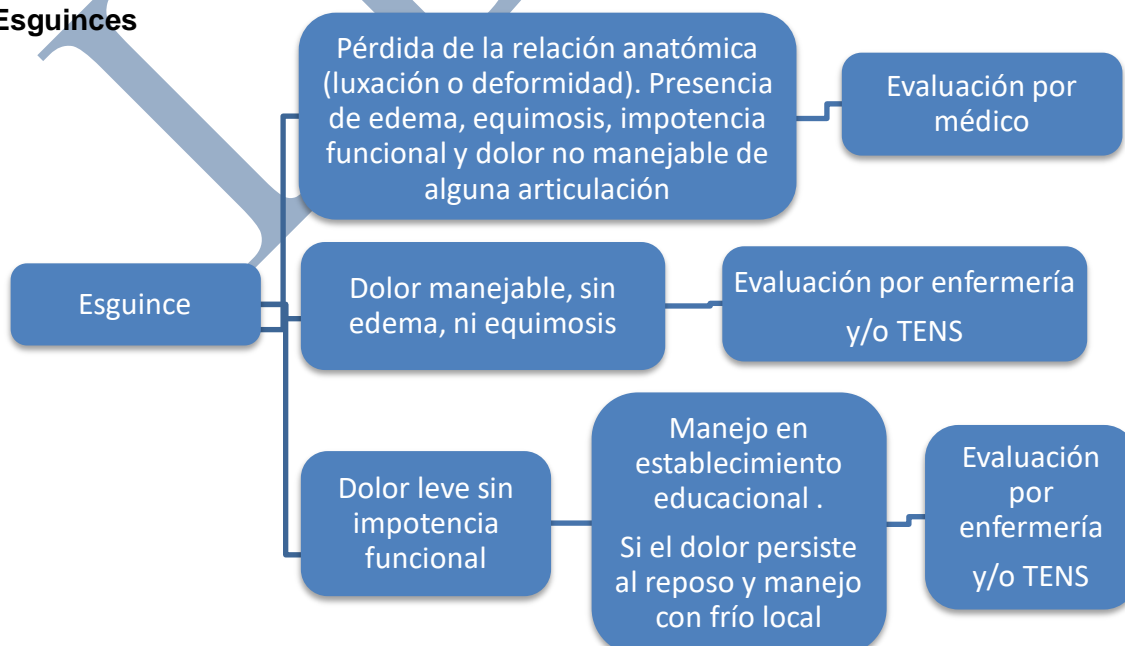 Esguinces
Pérdida de la relación anatómica
(luxación o deformidad). Presencia
de edema, equimosis, impotencia
funcional y dolor no manejable de
alguna articulación
Evaluación por
médico
Esguince
Dolor manejable, sin
edema, ni equimosis
Evaluación por enfermería
y/o TENS
Dolor leve sin
impotencia
funcional
Manejo en
establecimiento
educacional .
Si el dolor persiste
al reposo y manejo
con frío local
Evaluación
por
enfermería
y/o TENS